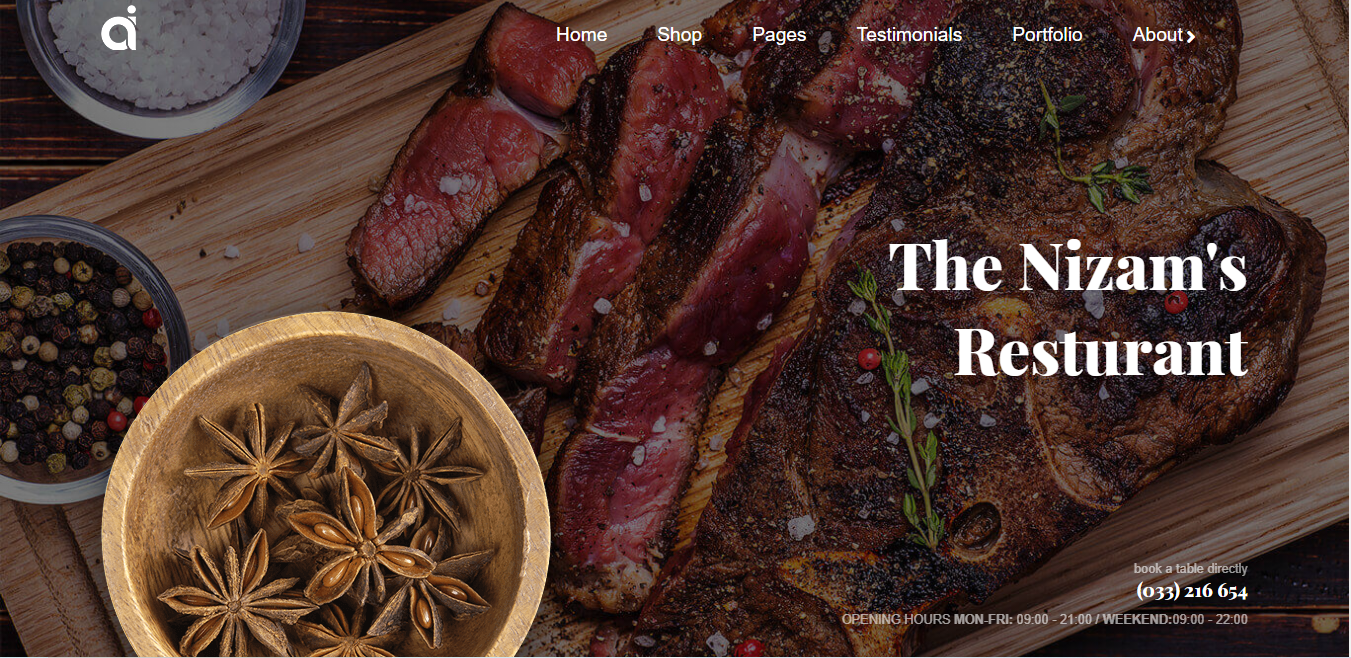 ai
Home Shop Pages Testimonials Portfolio About
The Nizam's
Resturant
book a table directly
(033) 216 654
OPENING HOURS MON-FRI: 09:00 - 21:00 / WEEKEND:09:00 - 22:00